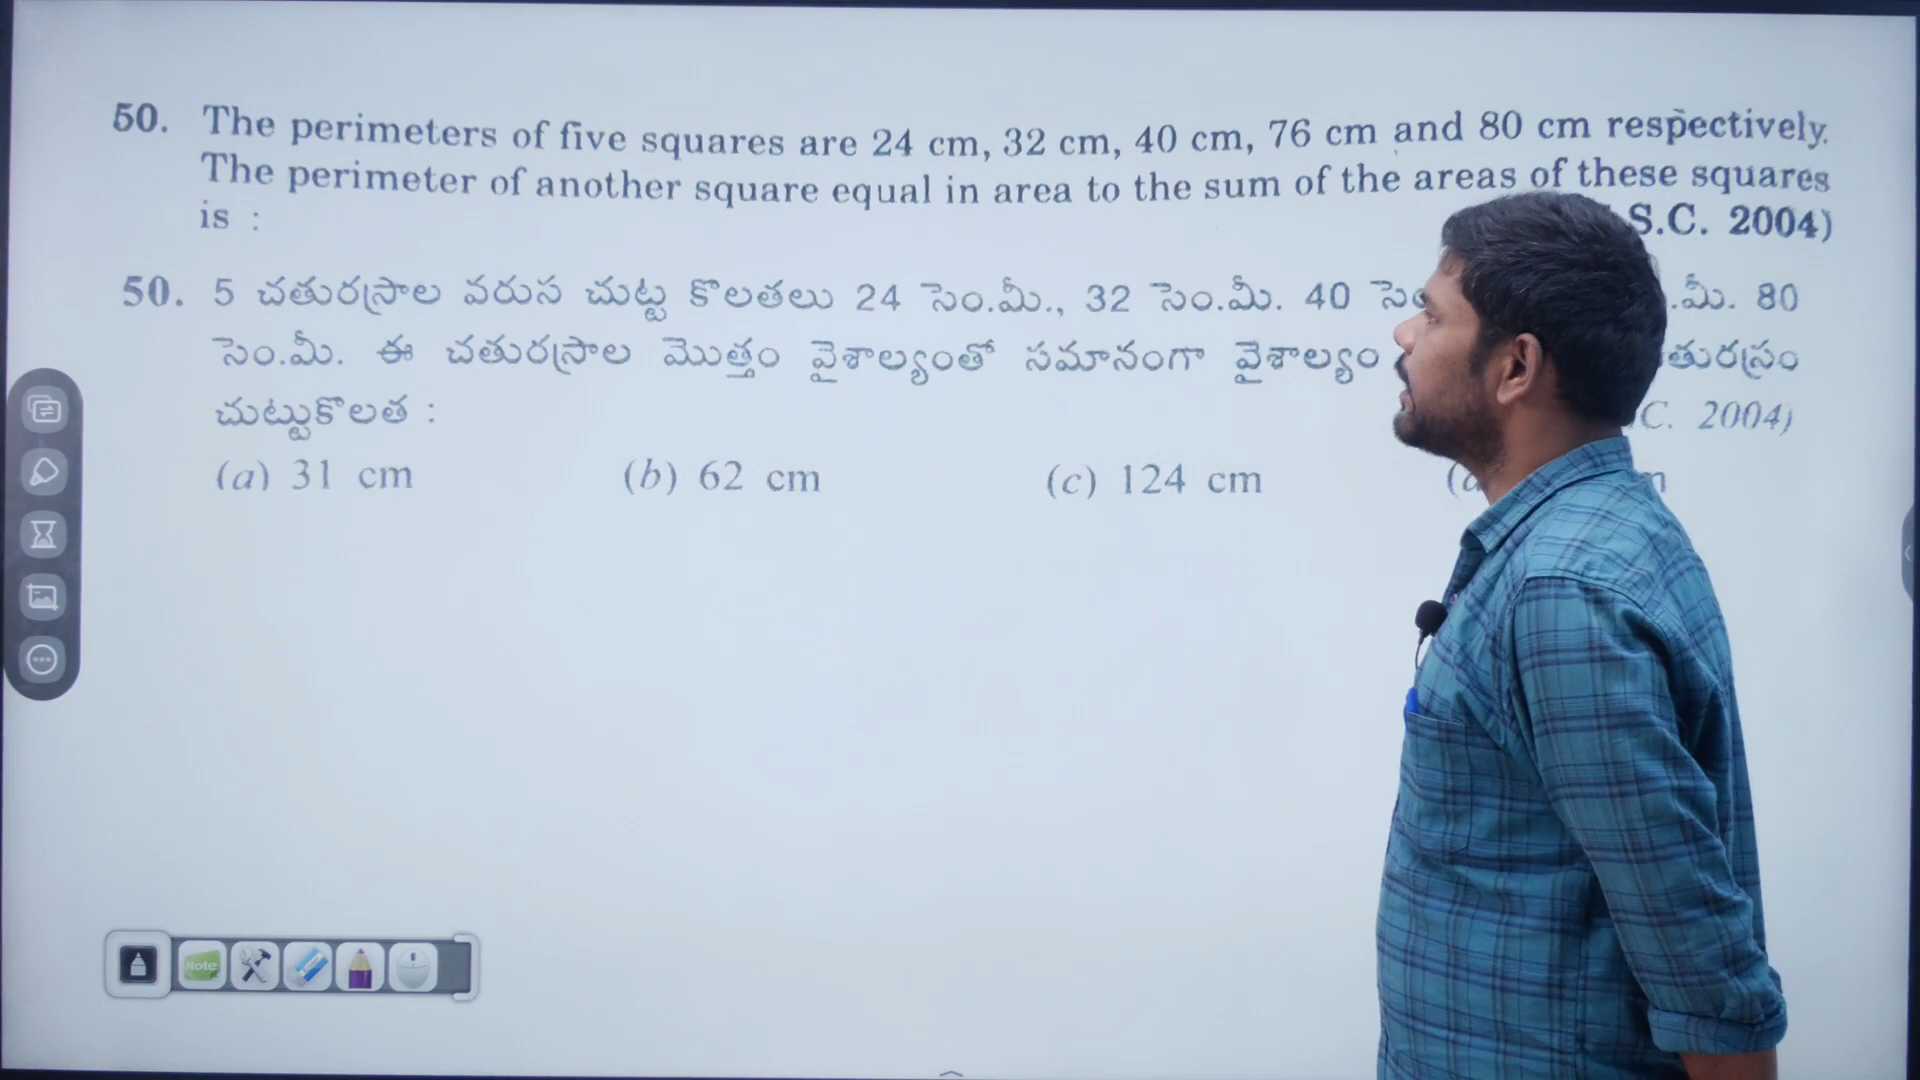 50. The perimeters of five squares are 24 cm, 32 cm, 40 cm, 76 cm and 80 cm respectively.
The perimeter of another square equal in area to the sum of the areas of these squares
is : S.C. 2004)
50. 5 చతురస్రాల వరుస చుట్టు కొలతలు 24 సెం.మీ., 32 సెం.మీ. 40 .మీ. 80
సెం.మీ. ఈ చతురస్రాల మొత్తం వైశాల్యంతో సమానంగా వైశాల్యం
చుట్టుకొలత : C. 2004)
(a) 31 cm (b) 62 cm (c) 124 cm
Note